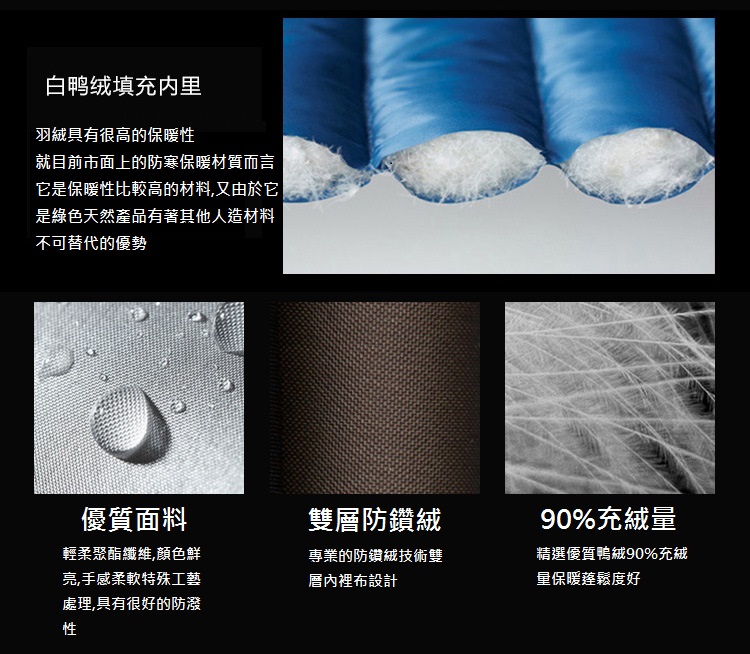 白鸭绒填充内里
羽絨具有很高的保暖性
就目前市面上的防寒保暖材質而言
它是保暖性比較高的材料,又由於它
是綠色天然產品有著其他人造材料
不可替代的優勢
優質面料
輕柔聚酯纖維,顏色鮮
亮,手感柔軟特殊工藝
處理,具有很好的防潑
性
雙層防鑽絨
專業的防鑽絨技術雙
層內裡布設計
90%充絨量
精選優質鴨絨90%充絨
量保暖蓬鬆度好